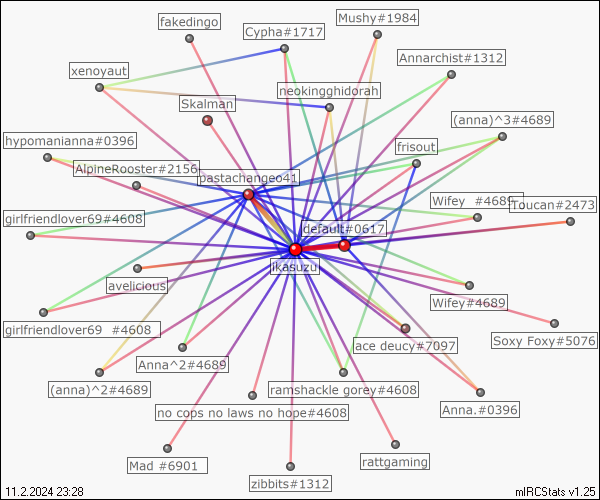 fakedingo
Mushy#1984
Cypha#1717
Annarchist#1312
xenoyaut
neokingghidorah
Skalman
(anna)^3#4689
hypomanianna#0396
frisout
AlpineRooster#2156
pastachangeo41
Wifey #4689
Toucan#2473
girlfriendlover69#4608
default#0617
ikasuzu
avelicious
Wifey#4689
girlfriendlover69 #4608
Soxy Foxy#5076
ace deucy#7097
Anna^2#4689
(anna)^2#4689
ramshackle gorey#4608
no cops no laws no hope#4608
Anna.#0396
Mad #6901
rattgaming
zibbits#1312
11.2.2024 23:28
mIRCStats v1.25